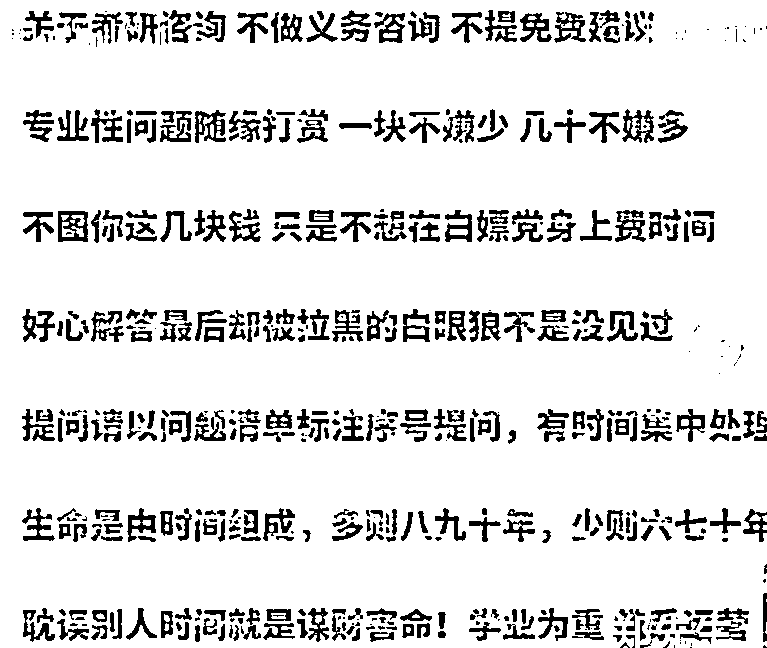 关于考研咨询 不做义务咨询 不提免费建议
专业性问题随缘打赏 一块不嫌少 几十不嫌多
不图你这几块钱 只是不想在白嫖党身上费时间
好心解答最后却被拉黑的白眼狼不是没见过
提问请以问题清单标注序号提问，有时间集中处理
生命是由时间组成，多则八九十年，少则六七十年
耽误别人时间就是谋财害命！学业为重